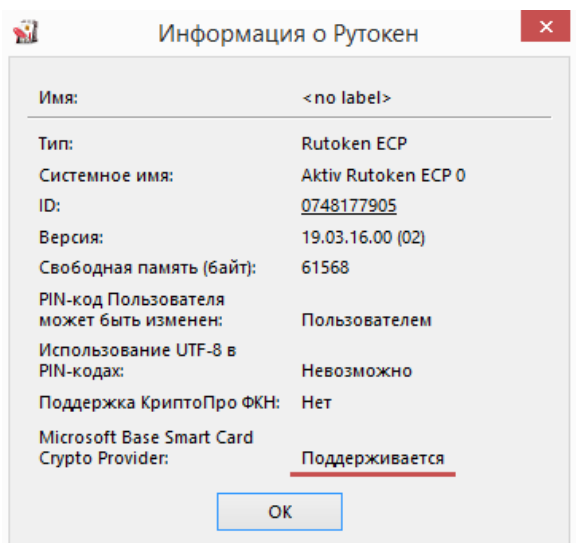 Информация о Рутокен
Имя: <no label>
Тип: Rutoken ECP
Системное имя: Aktiv Rutoken ECP 0
ID: 0748177905
Версия: 19.03.16.00 (02)
Свободная память (байт): 61568
PIN-код Пользователя
может быть изменен: Пользователем
Использование UTF-8 в
PIN-кодах: Невозможно
Поддержка КриптоПро ФКН: Нет
Microsoft Base Smart Card
Crypto Provider: Поддерживается
OK